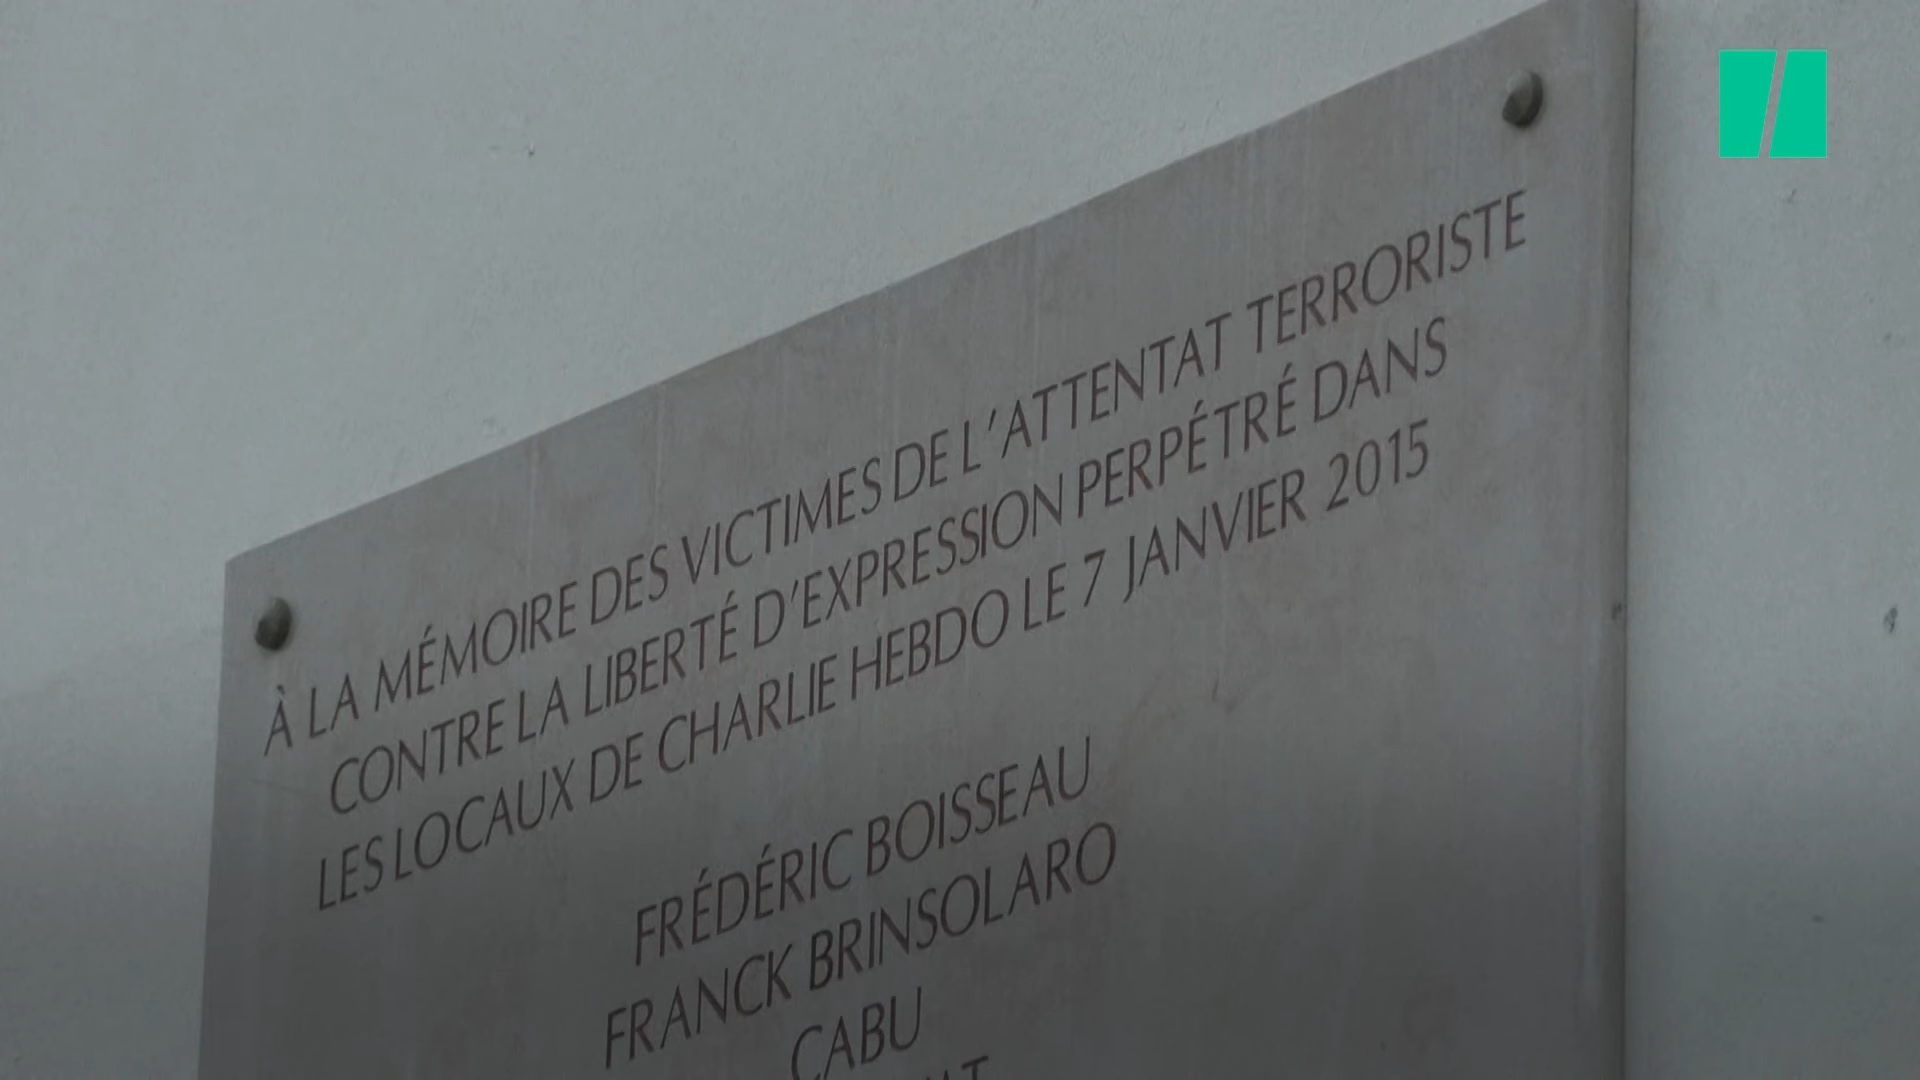 À LA MÉMOIRE DES VICTIMES DE L'ATTENTAT TERRORISTE
CONTRE LA LIBERTÉ D'EXPRESSION PERPÉTRÉ DANS
LES LOCAUX DE CHARLIE HEBDO LE 7 JANVIER 2015
FRÉDÉRIC BOISSEAU
FRANCK BRINSOLARO
CABU